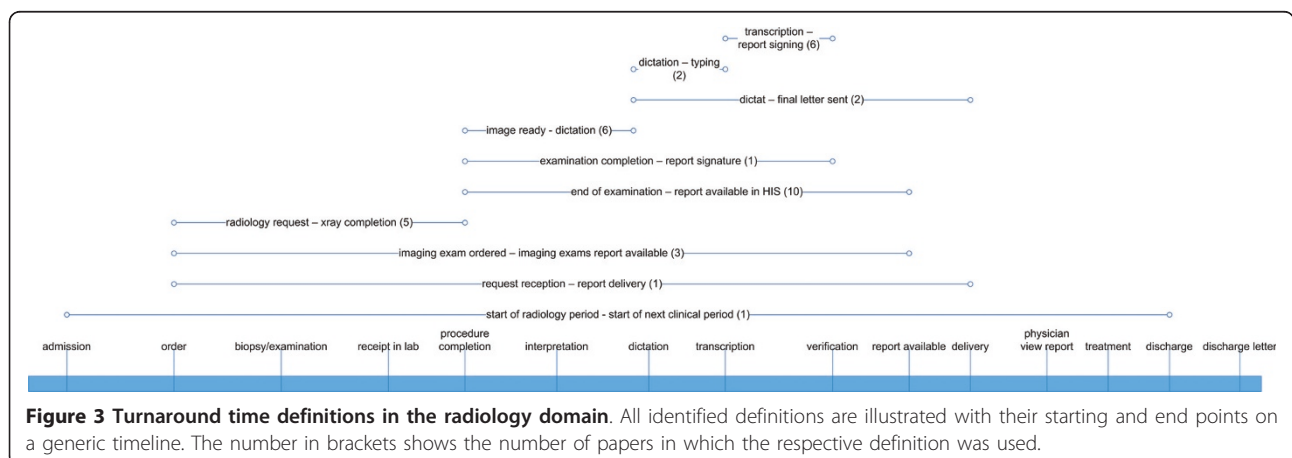 transcription –
report signing (6)
dictation – typing
(2)
dictat – final letter sent (2)
image ready - dictation (6)
examination completion – report signature (1)
end of examination – report available in HIS (10)
radiology request – xray completion (5)
imaging exam ordered – imaging exams report available (3)
request reception – report delivery (1)
start of radiology period - start of next clinical period (1)
admission
order
biopsy/examination
receipt in lab
procedure
completion
interpretation
dictation
transcription
verification
report available
delivery
physician
view report
treatment
discharge
discharge letter
Figure 3 Turnaround time definitions in the radiology domain. All identified definitions are illustrated with their starting and end points on
a generic timeline. The number in brackets shows the number of papers in which the respective definition was used.